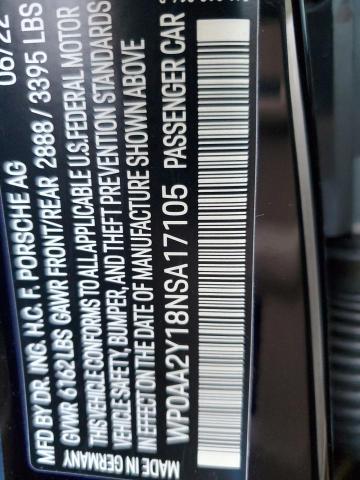 MFD BY DR. ING. H.C. F. PORSCHE AG 06/22
GVWR 6162 LBS GAWR FRONT/REAR 2888 / 3395 LBS
THIS CONFORMS TO ALL APPLICABLE U.S. FEDERAL MOTOR
VEHICLE SAFETY, BUMPER, AND THEFT PREVENTION STANDARDS
IN EFFECT ON THE DATE OF MANUFACTURE SHOWN ABOVE
WP0AA2Y18NSA17105 PASSENGER CAR
MADE IN GERMANY